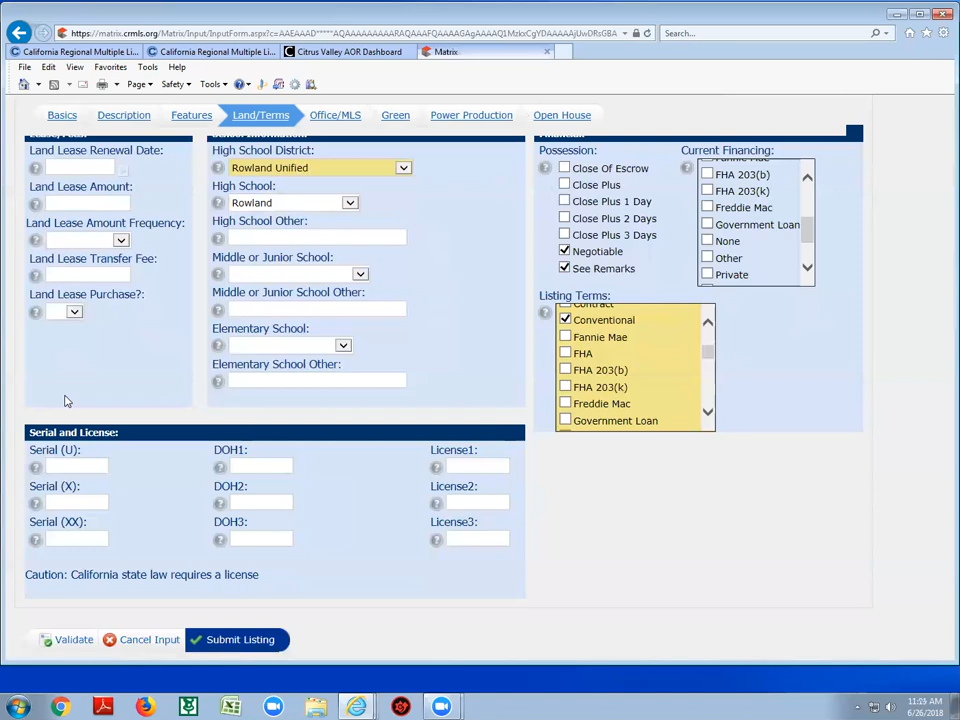 https://matrix.crmls.org/Matrix/Input/InputForm.aspx?c=
Search...
California Regional Multiple Li...
California Regional Multiple Li...
Citrus Valley AOR Dashboard
Matrix
File Edit View Favorites Tools Help
Page Safety Tools
Basics Description Features Land/Terms Office/MLS Green Power Production Open House
Land Lease Renewal Date:
Land Lease Amount:
Land Lease Amount Frequency:
Land Lease Transfer Fee:
Land Lease Purchase?:
High School District:
Rowland Unified
High School:
Rowland
High School Other:
Middle or Junior School:
Middle or Junior School Other:
Elementary School:
Elementary School Other:
Possession:
Close Of Escrow
Close Plus
Close Plus 1 Day
Close Plus 2 Days
Close Plus 3 Days
Negotiable
See Remarks
Current Financing:
Fannie Mae
FHA 203(b)
FHA 203(k)
Freddie Mac
Government Loan
None
Other
Private
Listing Terms:
Contract
Conventional
Fannie Mae
FHA
FHA 203(b)
FHA 203(k)
Freddie Mac
Government Loan
Serial and License:
Serial (U): DOH1: License1:
Serial (X): DOH2: License2:
Serial (XX): DOH3: License3:
Caution: California state law requires a license
Validate Cancel Input Submit Listing
6/26/2018